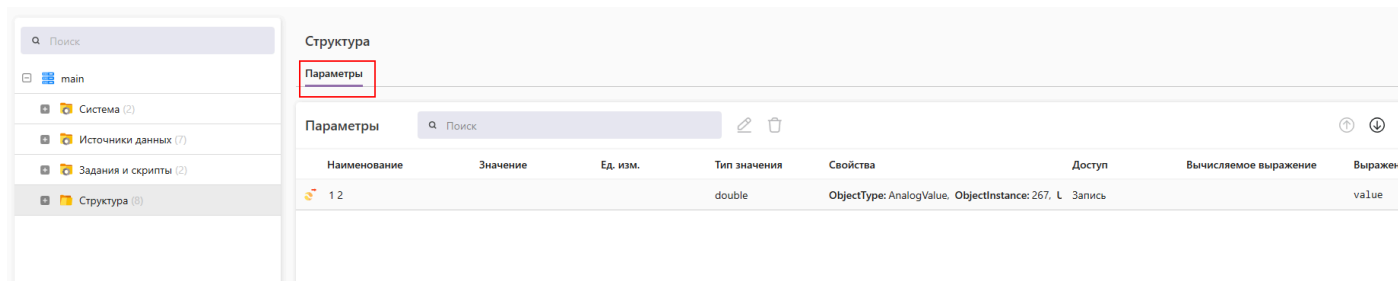 Поиск
main
Система (2)
Источники данных (7)
Задания и скрипты (2)
Структура (8)
Структура
Параметры
Параметры Поиск
Наименование Значение Ед. изм. Тип значения Свойства Доступ Вычисляемое выражение Выражен
1 2 double ObjectType: AnalogValue, ObjectInstance: 267, Запись value